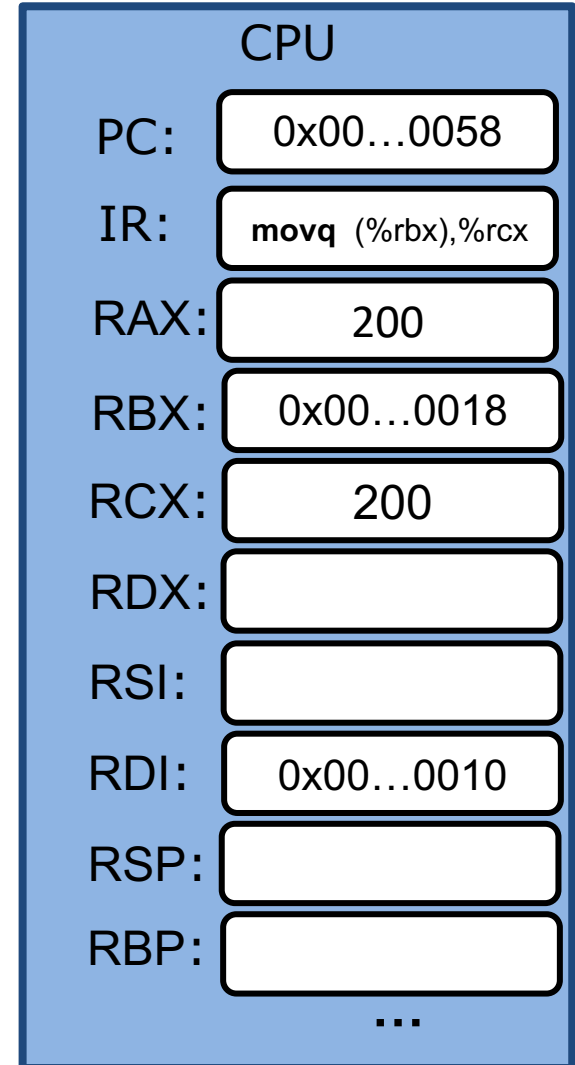 CPU
PC: 0x00…0058
IR: movq (%rbx),%rcx
RAX: 200
RBX: 0x00…0018
RCX: 200
RDX:
RSI:
RDI: 0x00…0010
RSP:
RBP:
…